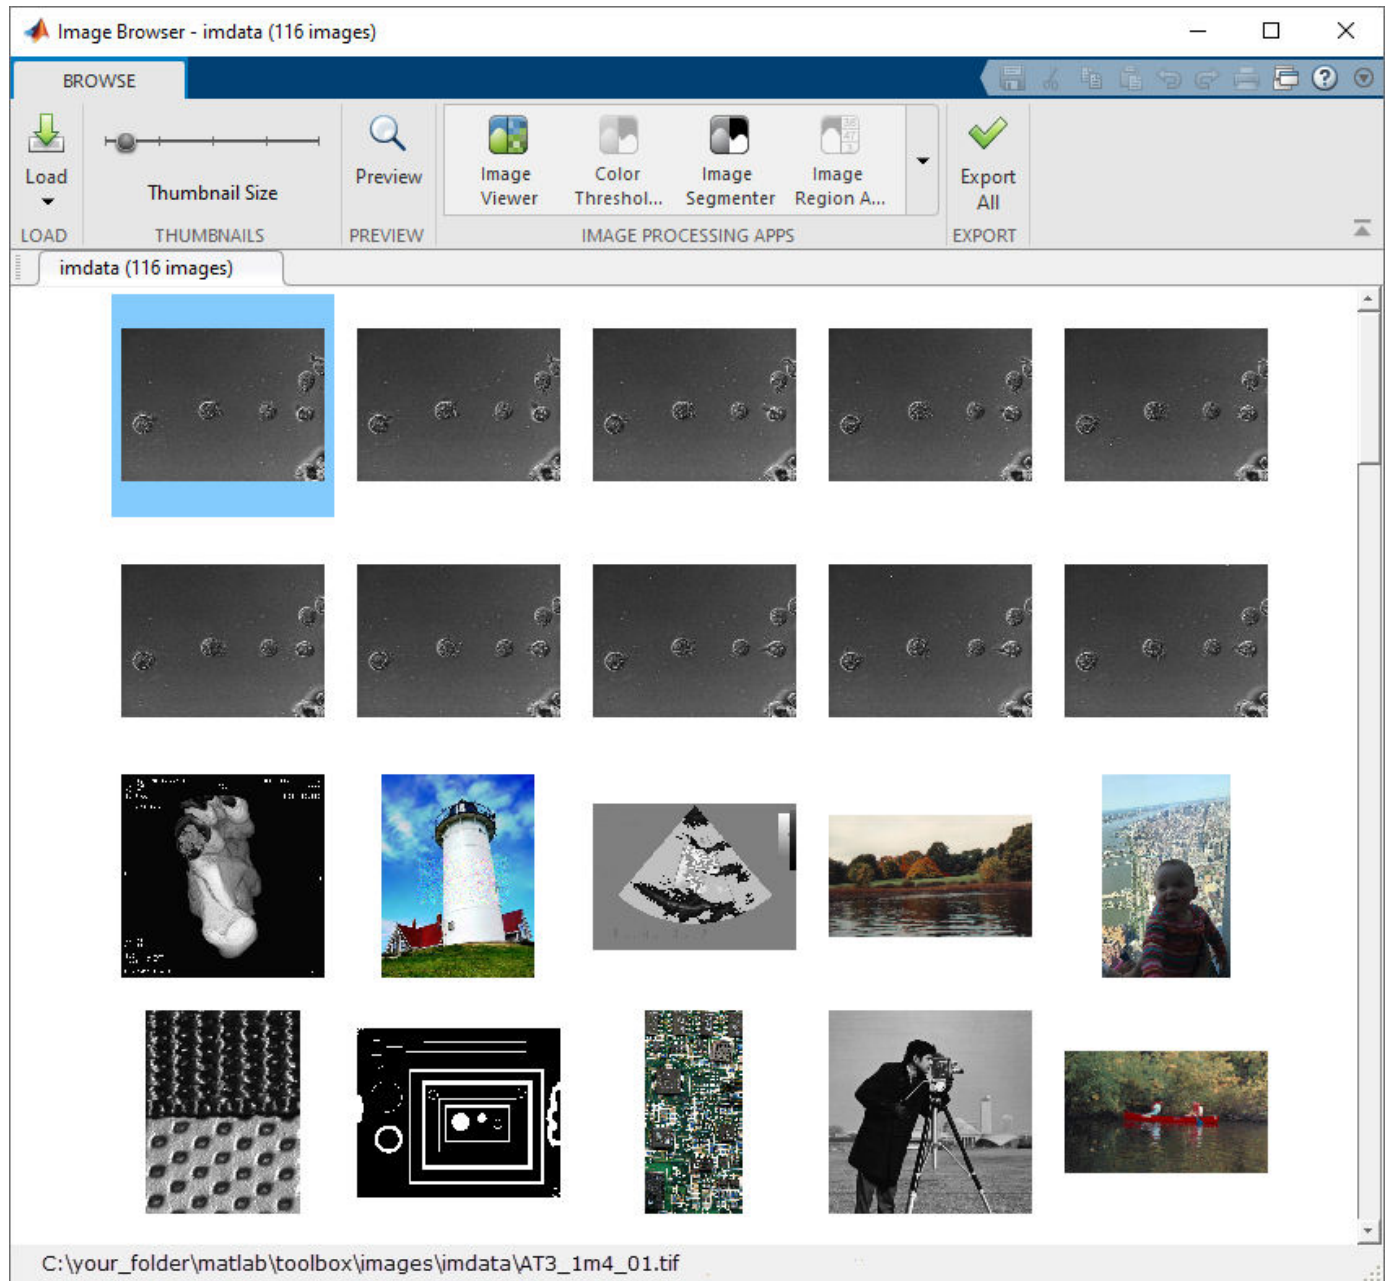 Image Browser - imdata (116 images)
BROWSE
Load
Thumbnail Size
Preview
Image
Viewer
Color
Threshol...
Image
Segmenter
Image
Region A...
Export
All
LOAD
THUMBNAILS
PREVIEW
IMAGE PROCESSING APPS
EXPORT
imdata (116 images)
C:\your_folder\matlab\toolbox\images\imdata\AT3_1m4_01.tif